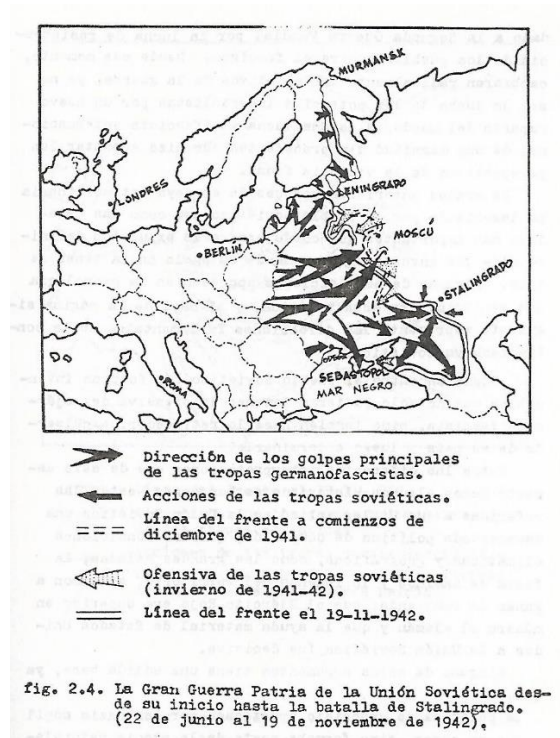 MURMANSK
LENINGRADO
LONDRES
MOSCU
BERLIN
STALINGRADO
SEBASTOPOL
MAR NEGRO
ROMA
Dirección de los golpes principales
de las tropas germanofascistas.
Acciones de las tropas soviéticas.
Línea del frente a comienzos de
diciembre de 1941.
Ofensiva de las tropas soviéticas
(invierno de 1941-42).
Línea del frente el 19-11-1942.
fig. 2.4. La Gran Guerra Patria de la Unión Soviética des-
de su inicio hasta la batalla de Stalingrado.
(22 de junio al 19 de noviembre de 1942).